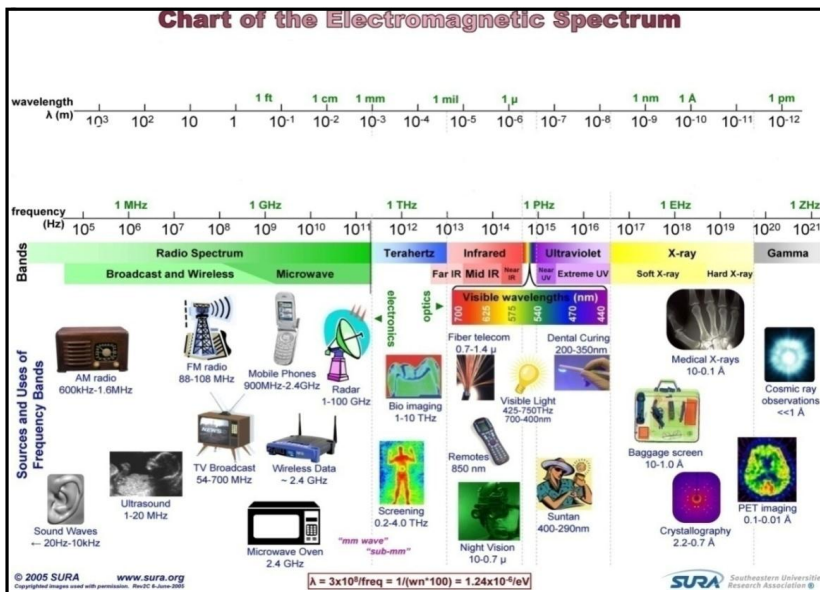 Chart of the Electromagnetic Spectrum
1 ft 1 cm 1 mm 1 mil 1 µ 1 nm 1 Å 1 pm
wavelength
λ (m)
10³ 10² 10 1 10⁻¹ 10⁻² 10⁻³ 10⁻⁴ 10⁻⁵ 10⁻⁶ 10⁻⁷ 10⁻⁸ 10⁻⁹ 10⁻¹⁰ 10⁻¹¹ 10⁻¹²
1 MHz 1 GHz 1 THz 1 PHz 1 EHz 1 ZHz
frequency
(Hz)
10⁵ 10⁶ 10⁷ 10⁸ 10⁹ 10¹⁰ 10¹¹ 10¹² 10¹³ 10¹⁴ 10¹⁵ 10¹⁶ 10¹⁷ 10¹⁸ 10¹⁹ 10²⁰ 10²¹
Bands
Radio Spectrum Terahertz Infrared Ultraviolet X-ray Gamma
Broadcast and Wireless Microwave Far IR Mid IR Near IR Near UV Extreme UV Soft X-ray Hard X-ray
electronics
optics
Visible wavelengths (nm)
700 625 575 540 470 440
Sources and Uses of
Frequency Bands
AM radio
600kHz-1.6MHz
FM radio
88-108 MHz
Mobile Phones
900MHz-2.4GHz
Radar
1-100 GHz
Bio imaging
1-10 THz
Fiber telecom
0.7-1.4 µ
Dental Curing
200-350nm
Visible Light
425-750THz
700-400nm
Medical X-rays
10-0.1 Å
Cosmic ray
observations
<<1 Å
Sound Waves
← 20Hz-10kHz
Ultrasound
1-20 MHz
NEWS
TV Broadcast
54-700 MHz
Wireless Data
~ 2.4 GHz
Microwave Oven
2.4 GHz
Screening
0.2-4.0 THz
"mm wave"
"sub-mm"
Remotes
850 nm
Night Vision
10-0.7 µ
Suntan
400-290nm
Baggage screen
10-1.0 Å
Crystallography
2.2-0.7 Å
PET imaging
0.1-0.01 Å
© 2005 SURA www.sura.org
Copyrighted images used with permission. Rev2C 6-June-2005
λ = 3x10⁸/freq = 1/(wn*100) = 1.24x10⁻⁶/eV
SURA Southeastern Universities
Research Association